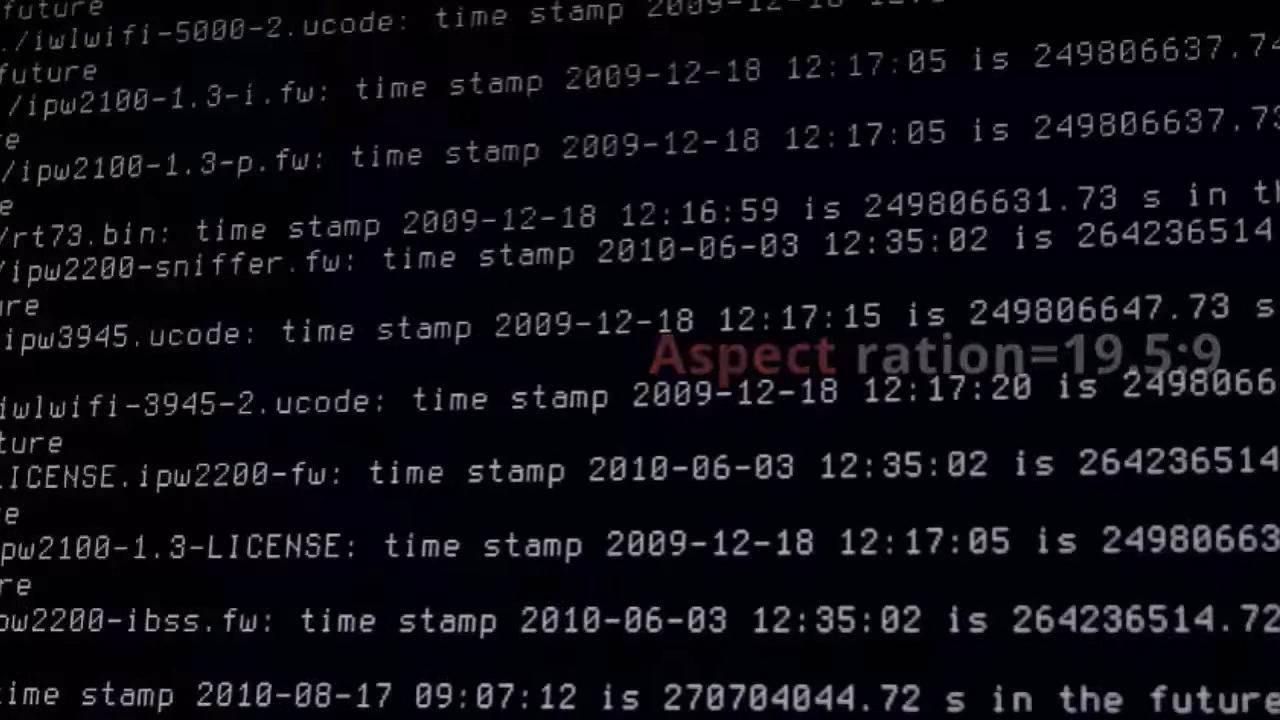 future
./iwlwifi-5000-2.ucode: time stamp 2009-12-18
future
/ipw2100-1.3-i.fw: time stamp 2009-12-18 12:17:05 is 249806637.74
re
/ipw2100-1.3-p.fw: time stamp 2009-12-18 12:17:05 is 249806637.73
e
/rt73.bin: time stamp 2009-12-18 12:16:59 is 249806631.73 s in th
/ipw2200-sniffer.fw: time stamp 2010-06-03 12:35:02 is 264236514
ure
ipw3945.ucode: time stamp 2009-12-18 12:17:15 is 249806647.73 s
Aspect ration=19.5:9
iwlwifi-3945-2.ucode: time stamp 2009-12-18 12:17:20 is 2498066
ture
LICENSE.ipw2200-fw: time stamp 2010-06-03 12:35:02 is 264236514
e
pw2100-1.3-LICENSE: time stamp 2009-12-18 12:17:05 is 24980663
re
pw2200-ibss.fw: time stamp 2010-06-03 12:35:02 is 264236514.72
time stamp 2010-08-17 09:07:12 is 270704044.72 s in the future